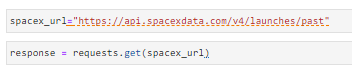 spacex_url="https://api.spacexdata.com/v4/launches/past"
response = requests.get(spacex_url)